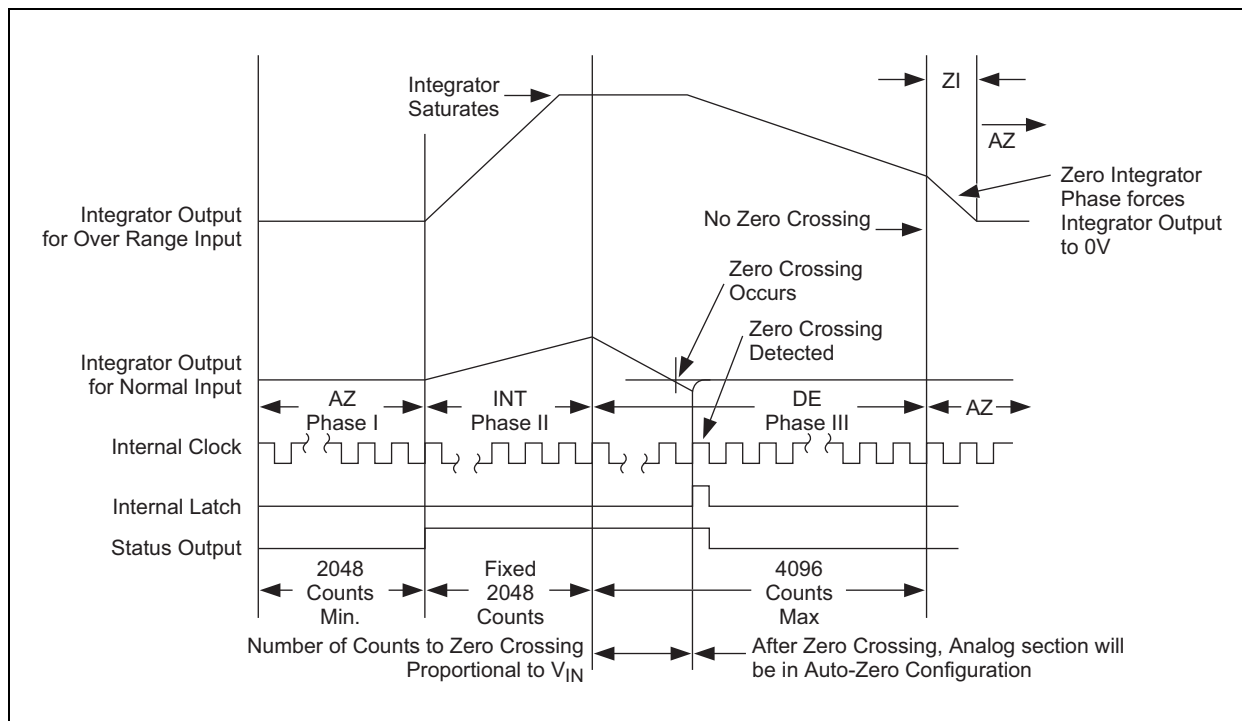 Integrator
Saturates
ZI
AZ
Zero Integrator
Phase forces
Integrator Output
to 0V
Integrator Output
for Over Range Input
No Zero Crossing
Zero Crossing
Occurs
Zero Crossing
Detected
Integrator Output
for Normal Input
AZ
Phase I
INT
Phase II
DE
Phase III
AZ
Internal Clock
Internal Latch
Status Output
2048
Counts
Min.
Fixed
2048
Counts
4096
Counts
Max
Number of Counts to Zero Crossing
Proportional to VIN
After Zero Crossing, Analog section will
be in Auto-Zero Configuration